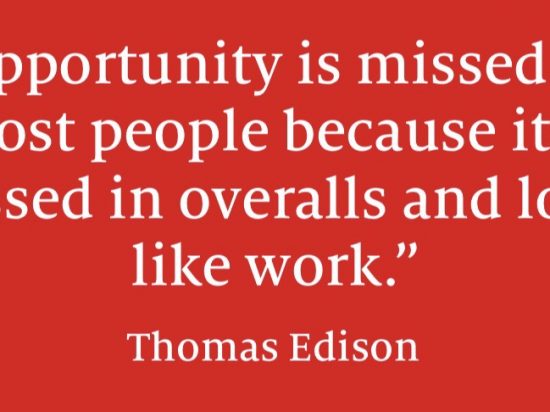 pportunity is missed
ost people because it
ssed in overalls and lo
like work.”
Thomas Edison